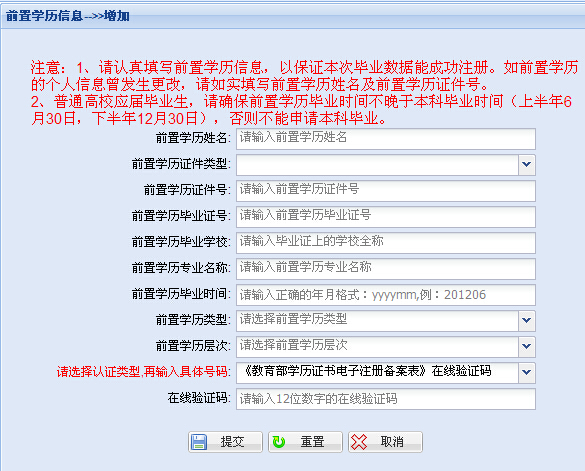 前置学历信息-->>增加
注意：1、请认真填写前置学历信息，以保证本次毕业数据能成功注册。如前置学历
的个人信息曾发生更改，请如实填写前置学历姓名及前置学历证件号。
2、普通高校应届毕业生，请确保前置学历毕业时间不晚于本科毕业时间（上半年6
月30日，下半年12月30日），否则不能申请本科毕业。
前置学历姓名: 请输入前置学历姓名
前置学历证件类型:
前置学历证件号: 请输入前置学历证件号
前置学历毕业证号: 请输入前置学历毕业证号
前置学历毕业学校: 请输入毕业证上的学校全称
前置学历专业名称: 请输入前置学历专业名称
前置学历毕业时间: 请输入正确的年月格式：yyyymm,例：201206
前置学历类型: 请选择前置学历类型
前置学历层次: 请选择前置学历层次
请选择认证类型,再输入具体号码: 《教育部学历证书电子注册备案表》在线验证码
在线验证码: 请输入12位数字的在线验证码
提交 重置 取消